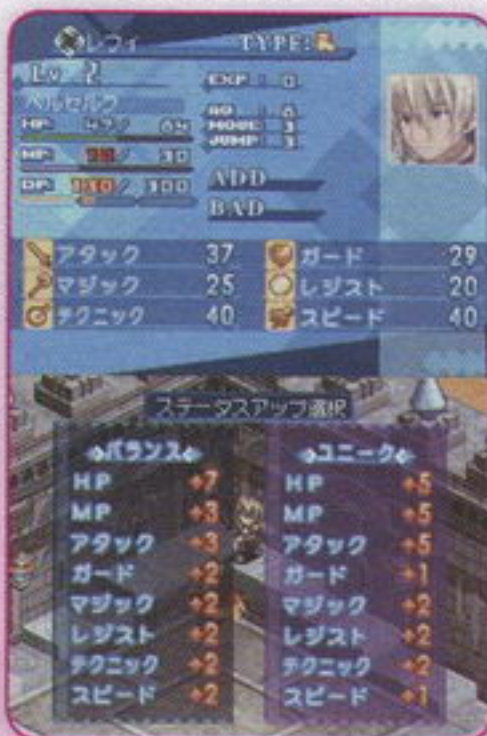 レヴィ TYPE:
Lv 2
EXP : 0
ベルセルク
HP: 49/ 64
MP: / 30
DP: 130/ 300
MOVE : 3
JUMP : 3
ADD
BAD
アタック 37 ガード 29
マジック 25 レジスト 20
テクニック 40 スピード 40
ステータスアップ選択
バランス
HP +7
MP +3
アタック +3
ガード +2
マジック +2
レジスト +2
テクニック +2
スピード +2
ユニーク
HP +5
MP +5
アタック +5
ガード +1
マジック +2
レジスト +2
テクニック +2
スピード +1